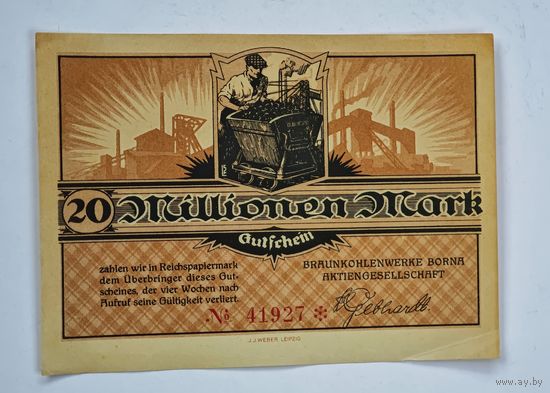 20 Millionen Mark
Gutschein
zahlen wir in Reichspapiermark
dem Überbringer dieses Gut-
scheines, der vier Wochen nach
Aufruf seine Gültigkeit verliert.
BRAUNKOHLENWERKE BORNA
AKTIENGESELLSCHAFT
№ 41927 *
Gebhardt.
J.J.WEBER, LEIPZIG
www.ay.by